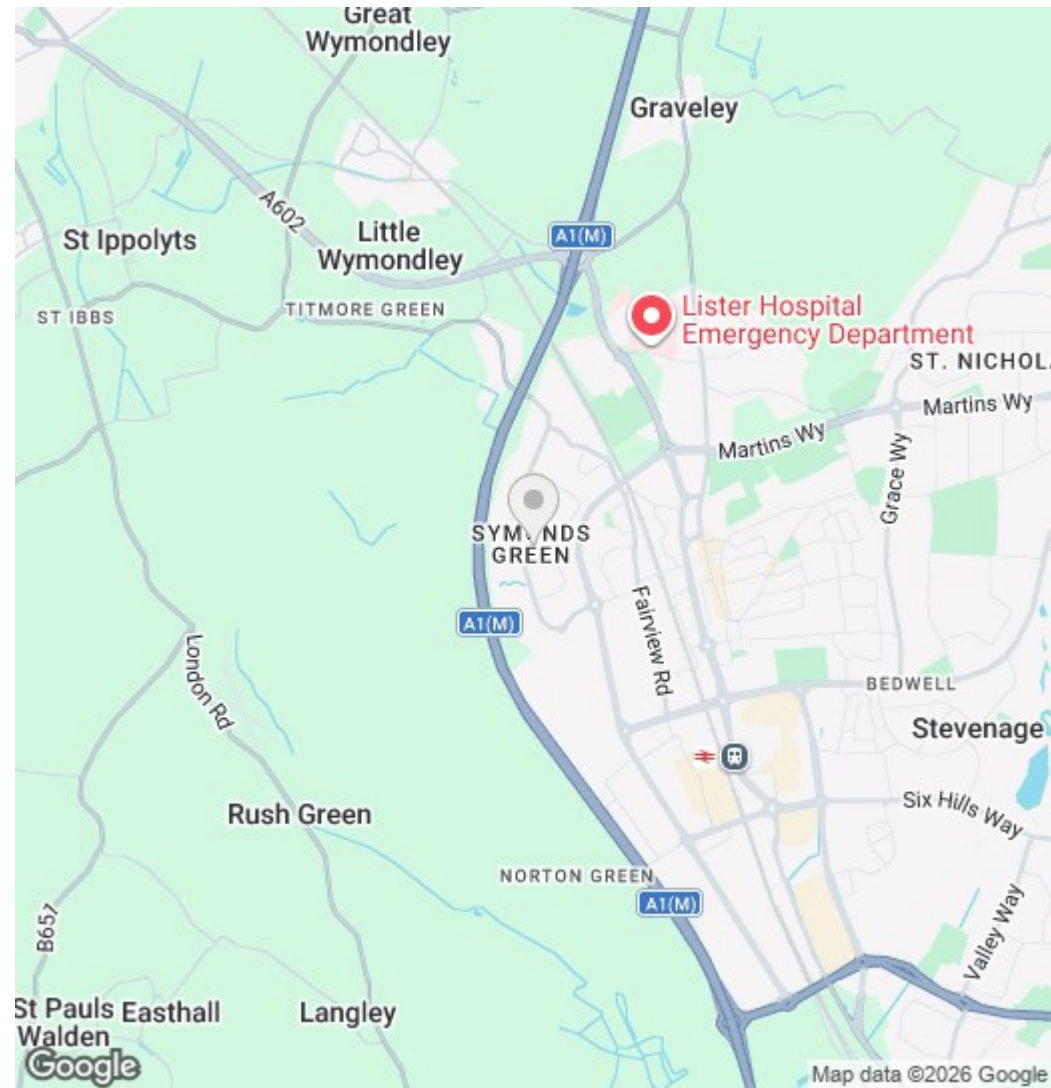 Great
Wymondley
Graveley
A602
A1(M)
St Ippolyts
Little
Wymondley
ST IBBS
TITMORE GREEN
Lister Hospital
Emergency Department
ST. NICHOL
Martins Wy
Martins Wy
Grace Wy
SYM NDS
GREEN
A1(M)
Fairview Rd
London Rd
BEDWELL
Stevenage
Rush Green
Six Hills Way
NORTON GREEN
A1(M)
B657
Valley Way
St Pauls
Walden
Easthall
Langley
Google
Map data ©2026 Google